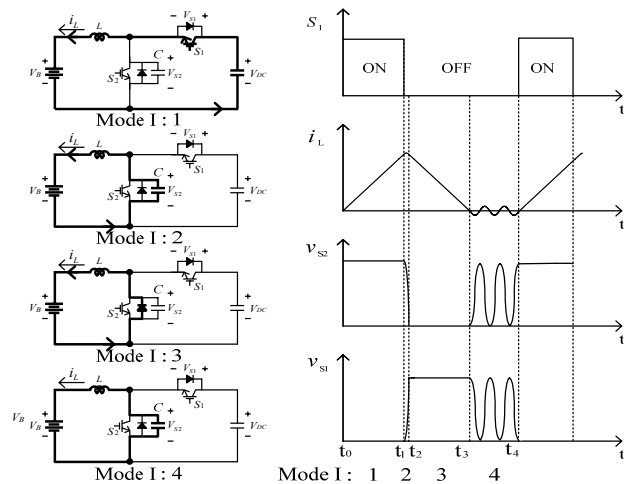 − V_S1 +
i_L L
S_1
+ V_B −
S_2
C + V_S2 −
+ V_DC −
Mode I : 1
− V_S1 +
i_L L
S_1
+ V_B −
S_2
C + V_S2 −
+ V_DC −
Mode I : 2
− V_S1 +
i_L L
S_1
+ V_B −
S_2
C + V_S2 −
+ V_DC −
Mode I : 3
− V_S1 +
i_L L
S_1
V_B + V_B −
S_2
C + V_S2 −
+ V_DC −
Mode I : 4
S_1
ON OFF ON
t
i_L
t
v_S2
t
v_S1
t
t_0 t_1 t_2 t_3 t_4
Mode I : 1 2 3 4